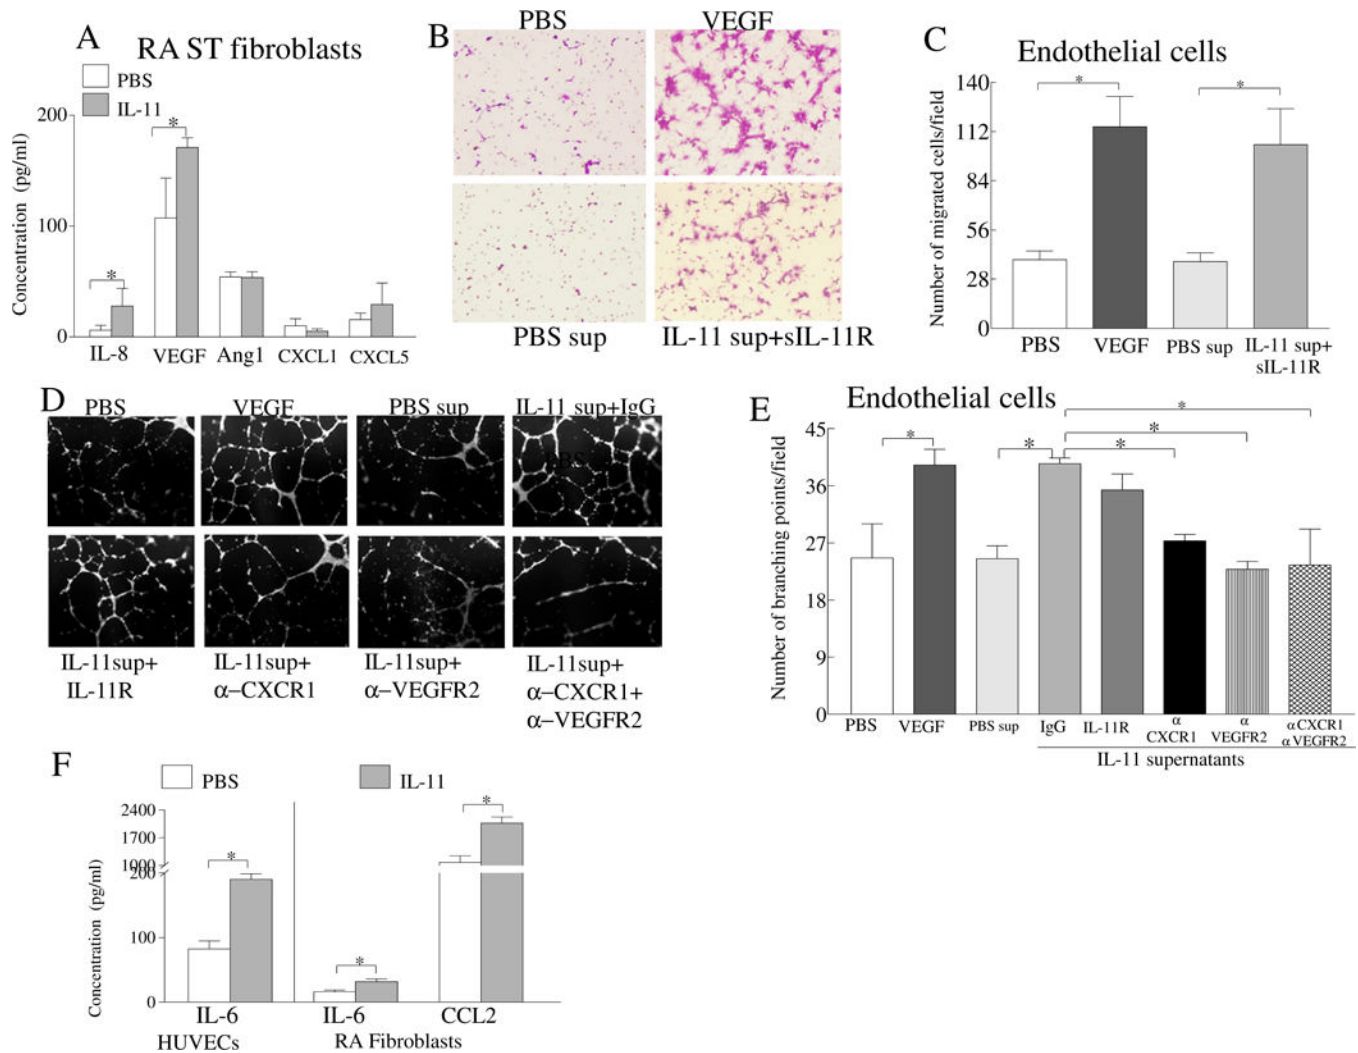 A
RA ST fibroblasts
PBS
IL-11
Concentration (pg/ml)
200
100
0
*
*
IL-8 VEGF Ang1 CXCL1 CXCL5
B
PBS VEGF
PBS sup IL-11 sup+sIL-11R
C
Endothelial cells
Number of migrated cells/field
140
112
84
56
28
0
* *
PBS VEGF PBS sup IL-11 sup+
sIL-11R
D
PBS VEGF PBS sup IL-11 sup+IgG
PBS
IL-11sup+ IL-11sup+ IL-11sup+ IL-11sup+
IL-11R α–CXCR1 α–VEGFR2 α–CXCR1+
α–VEGFR2
E
Endothelial cells
Number of branching points/field
45
36
27
18
9
0
* * * * *
PBS VEGF PBS sup IgG IL-11R α α αCXCR1
CXCR1 VEGFR2 αVEGFR2
IL-11 supernatants
F
PBS IL-11
Concentration (pg/ml)
2400
1700
1000
200
100
0
* * *
IL-6 IL-6 CCL2
HUVECs RA Fibroblasts